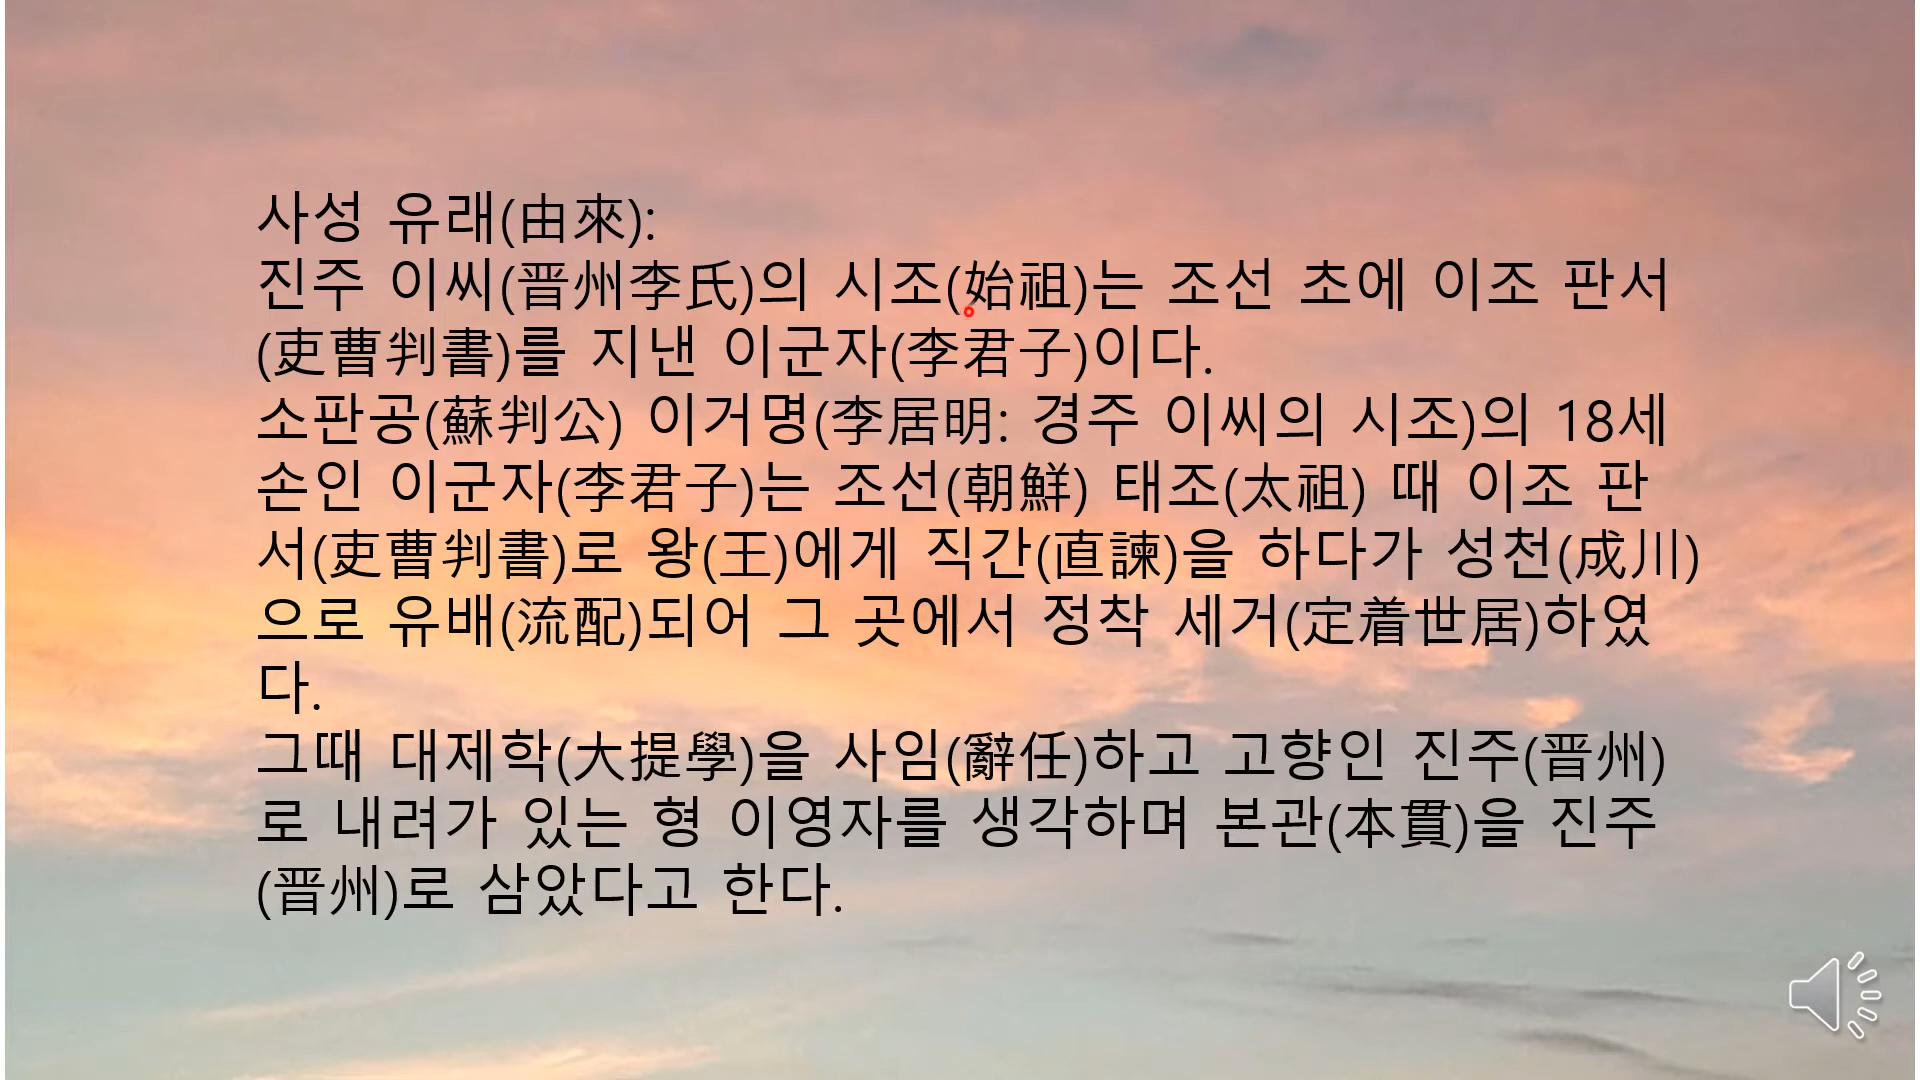 사성 유래(由來):
진주 이씨(晋州李氏)의 시조(始祖)는 조선 초에 이조 판서
(吏曹判書)를 지낸 이군자(李君子)이다.
소판공(蘇判公) 이거명(李居明: 경주 이씨의 시조)의 18세
손인 이군자(李君子)는 조선(朝鮮) 태조(太祖) 때 이조 판
서(吏曹判書)로 왕(王)에게 직간(直諫)을 하다가 성천(成川)
으로 유배(流配)되어 그 곳에서 정착 세거(定着世居)하였
다.
그때 대제학(大提學)을 사임(辭任)하고 고향인 진주(晋州)
로 내려가 있는 형 이영자를 생각하며 본관(本貫)을 진주
(晋州)로 삼았다고 한다.